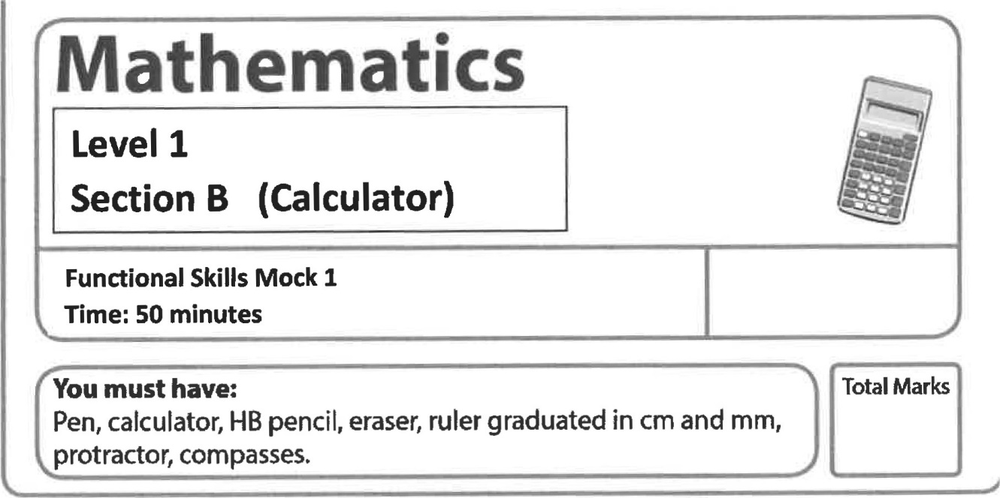 Mathematics
Level 1
Section B (Calculator)
Functional Skills Mock 1
Time: 50 minutes
You must have:
Pen, calculator, HB pencil, eraser, ruler graduated in cm and mm,
protractor, compasses.
Total Marks